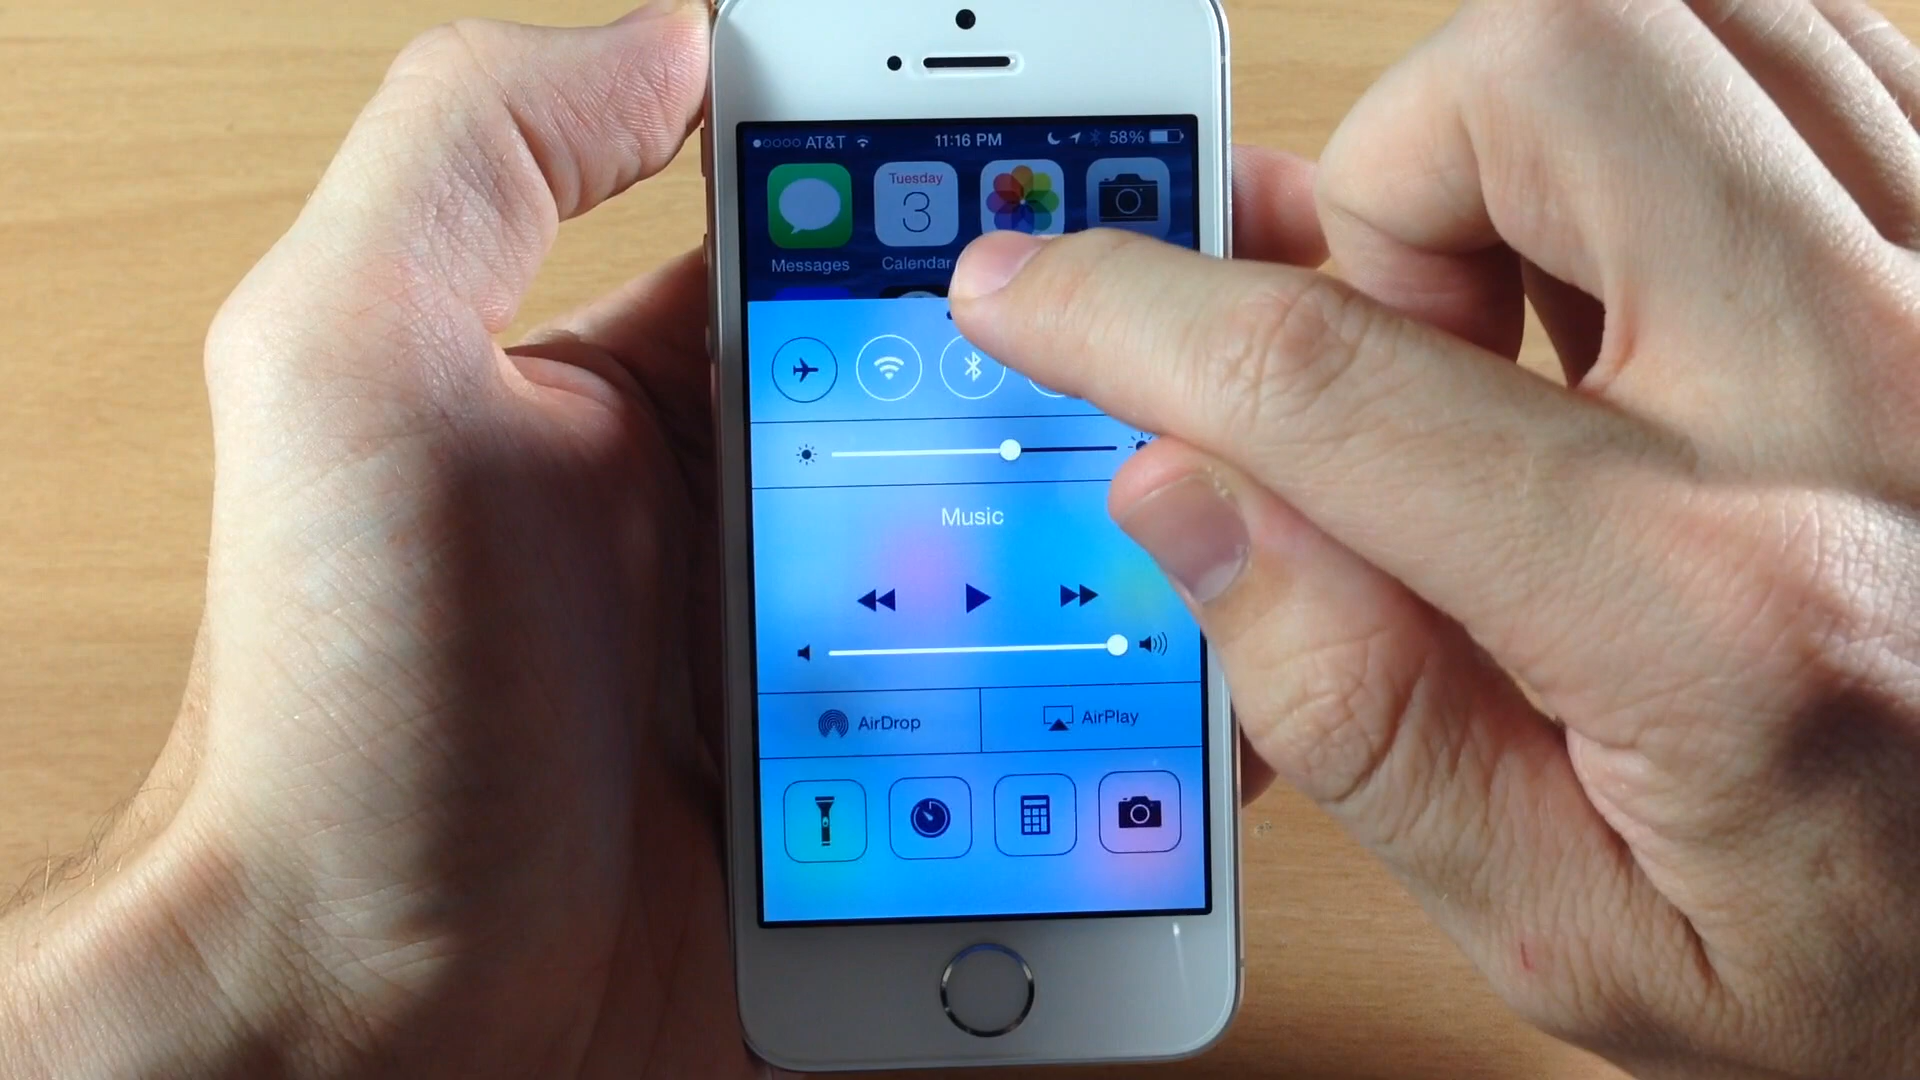 AT&T 11:16 PM 58%
Tuesday
3
Messages Calendar
Music
AirDrop AirPlay